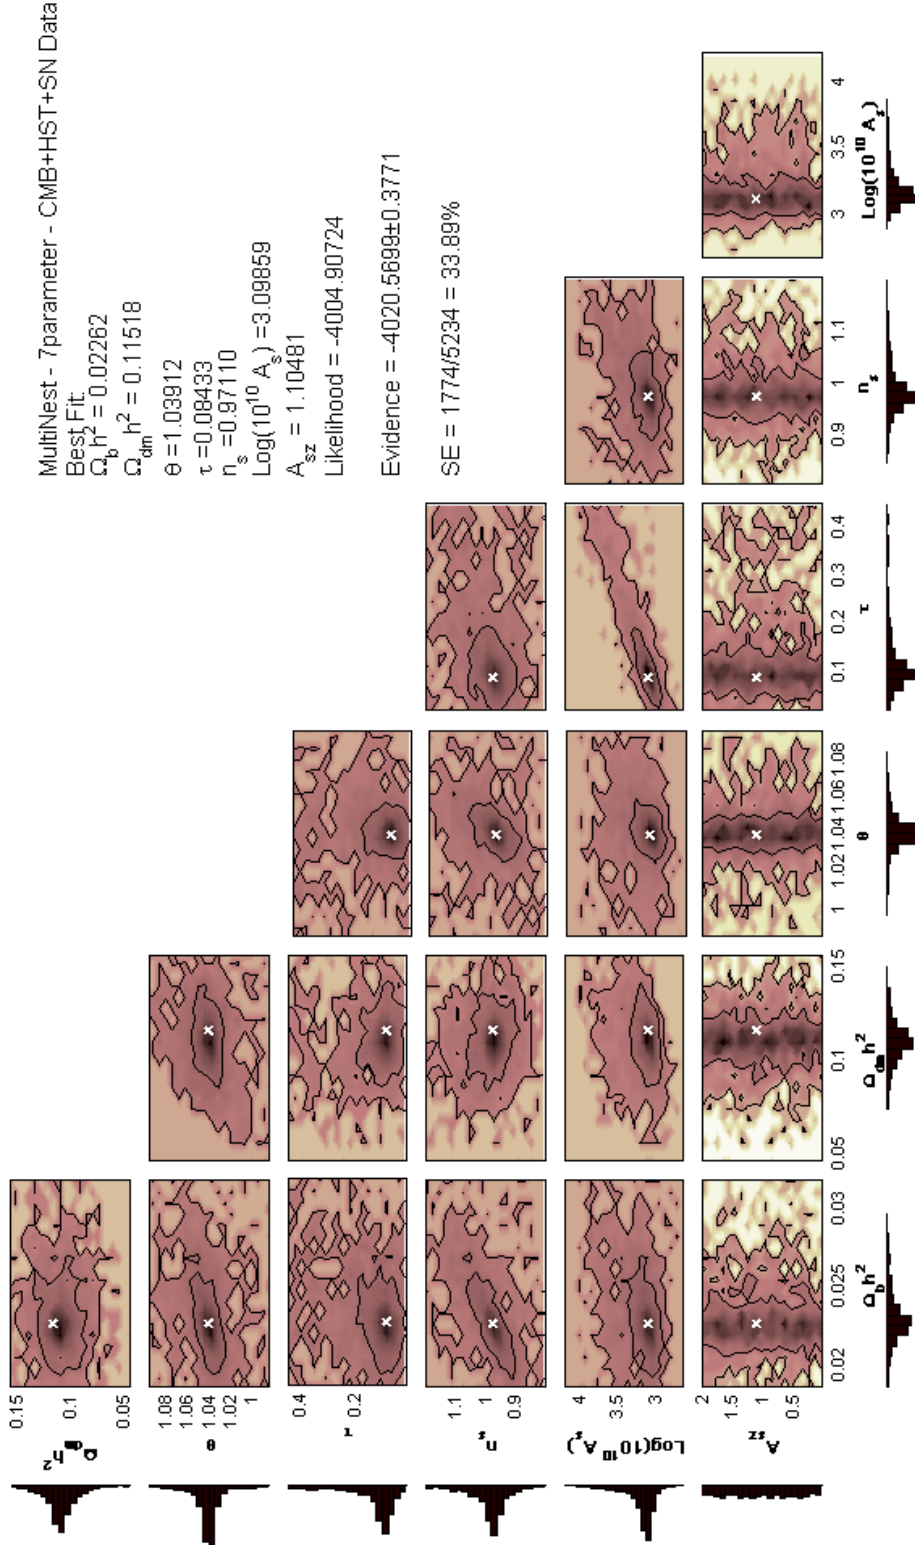 MultiNest - 7parameter - CMB+HST+SN Data
Best Fit:
Ω_b h² = 0.02262
Ω_dm h² = 0.11518
θ =1.03912
τ =0.08433
n_s =0.97110
Log(10¹⁰ A_s) =3.09859
A_sz = 1.10481
Likelihood = -4004.90724
Evidence = -4020.5699±0.3771
SE = 1774/5234 = 33.89%
0.15
0.1
0.05
Ω_dm h²
1.08
1.06
1.04
1.02
1
θ
0.4
0.2
τ
1.1
1
0.9
n_s
4
3.5
3
Log(10¹⁰ A_s)
2
1.5
1
0.5
A_sz
0.02 0.025 0.03
Ω_b h²
0.05 0.1 0.15
Ω_dm h²
1 1.02 1.04 1.06 1.08
θ
0.1 0.2 0.3 0.4
τ
0.9 1 1.1
n_s
3 3.5 4
Log(10¹⁰ A_s)